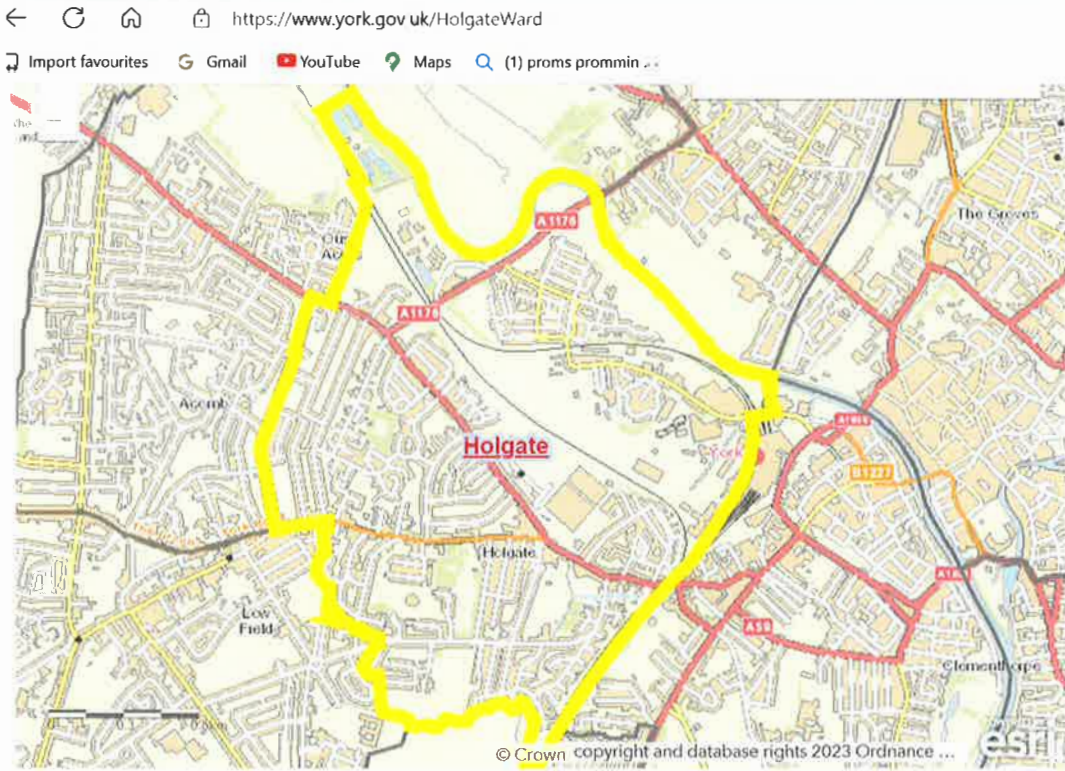 https://www.york.gov uk/HolgateWard
Import favourites Gmail YouTube Maps (1) proms prommin ...
and
The Groves
A1176
A1176
Acomb
Holgate
York
B1227
Holgate
Low
Field
A59
Clementhorpe
© Crown copyright and database rights 2023 Ordnance ...
esri